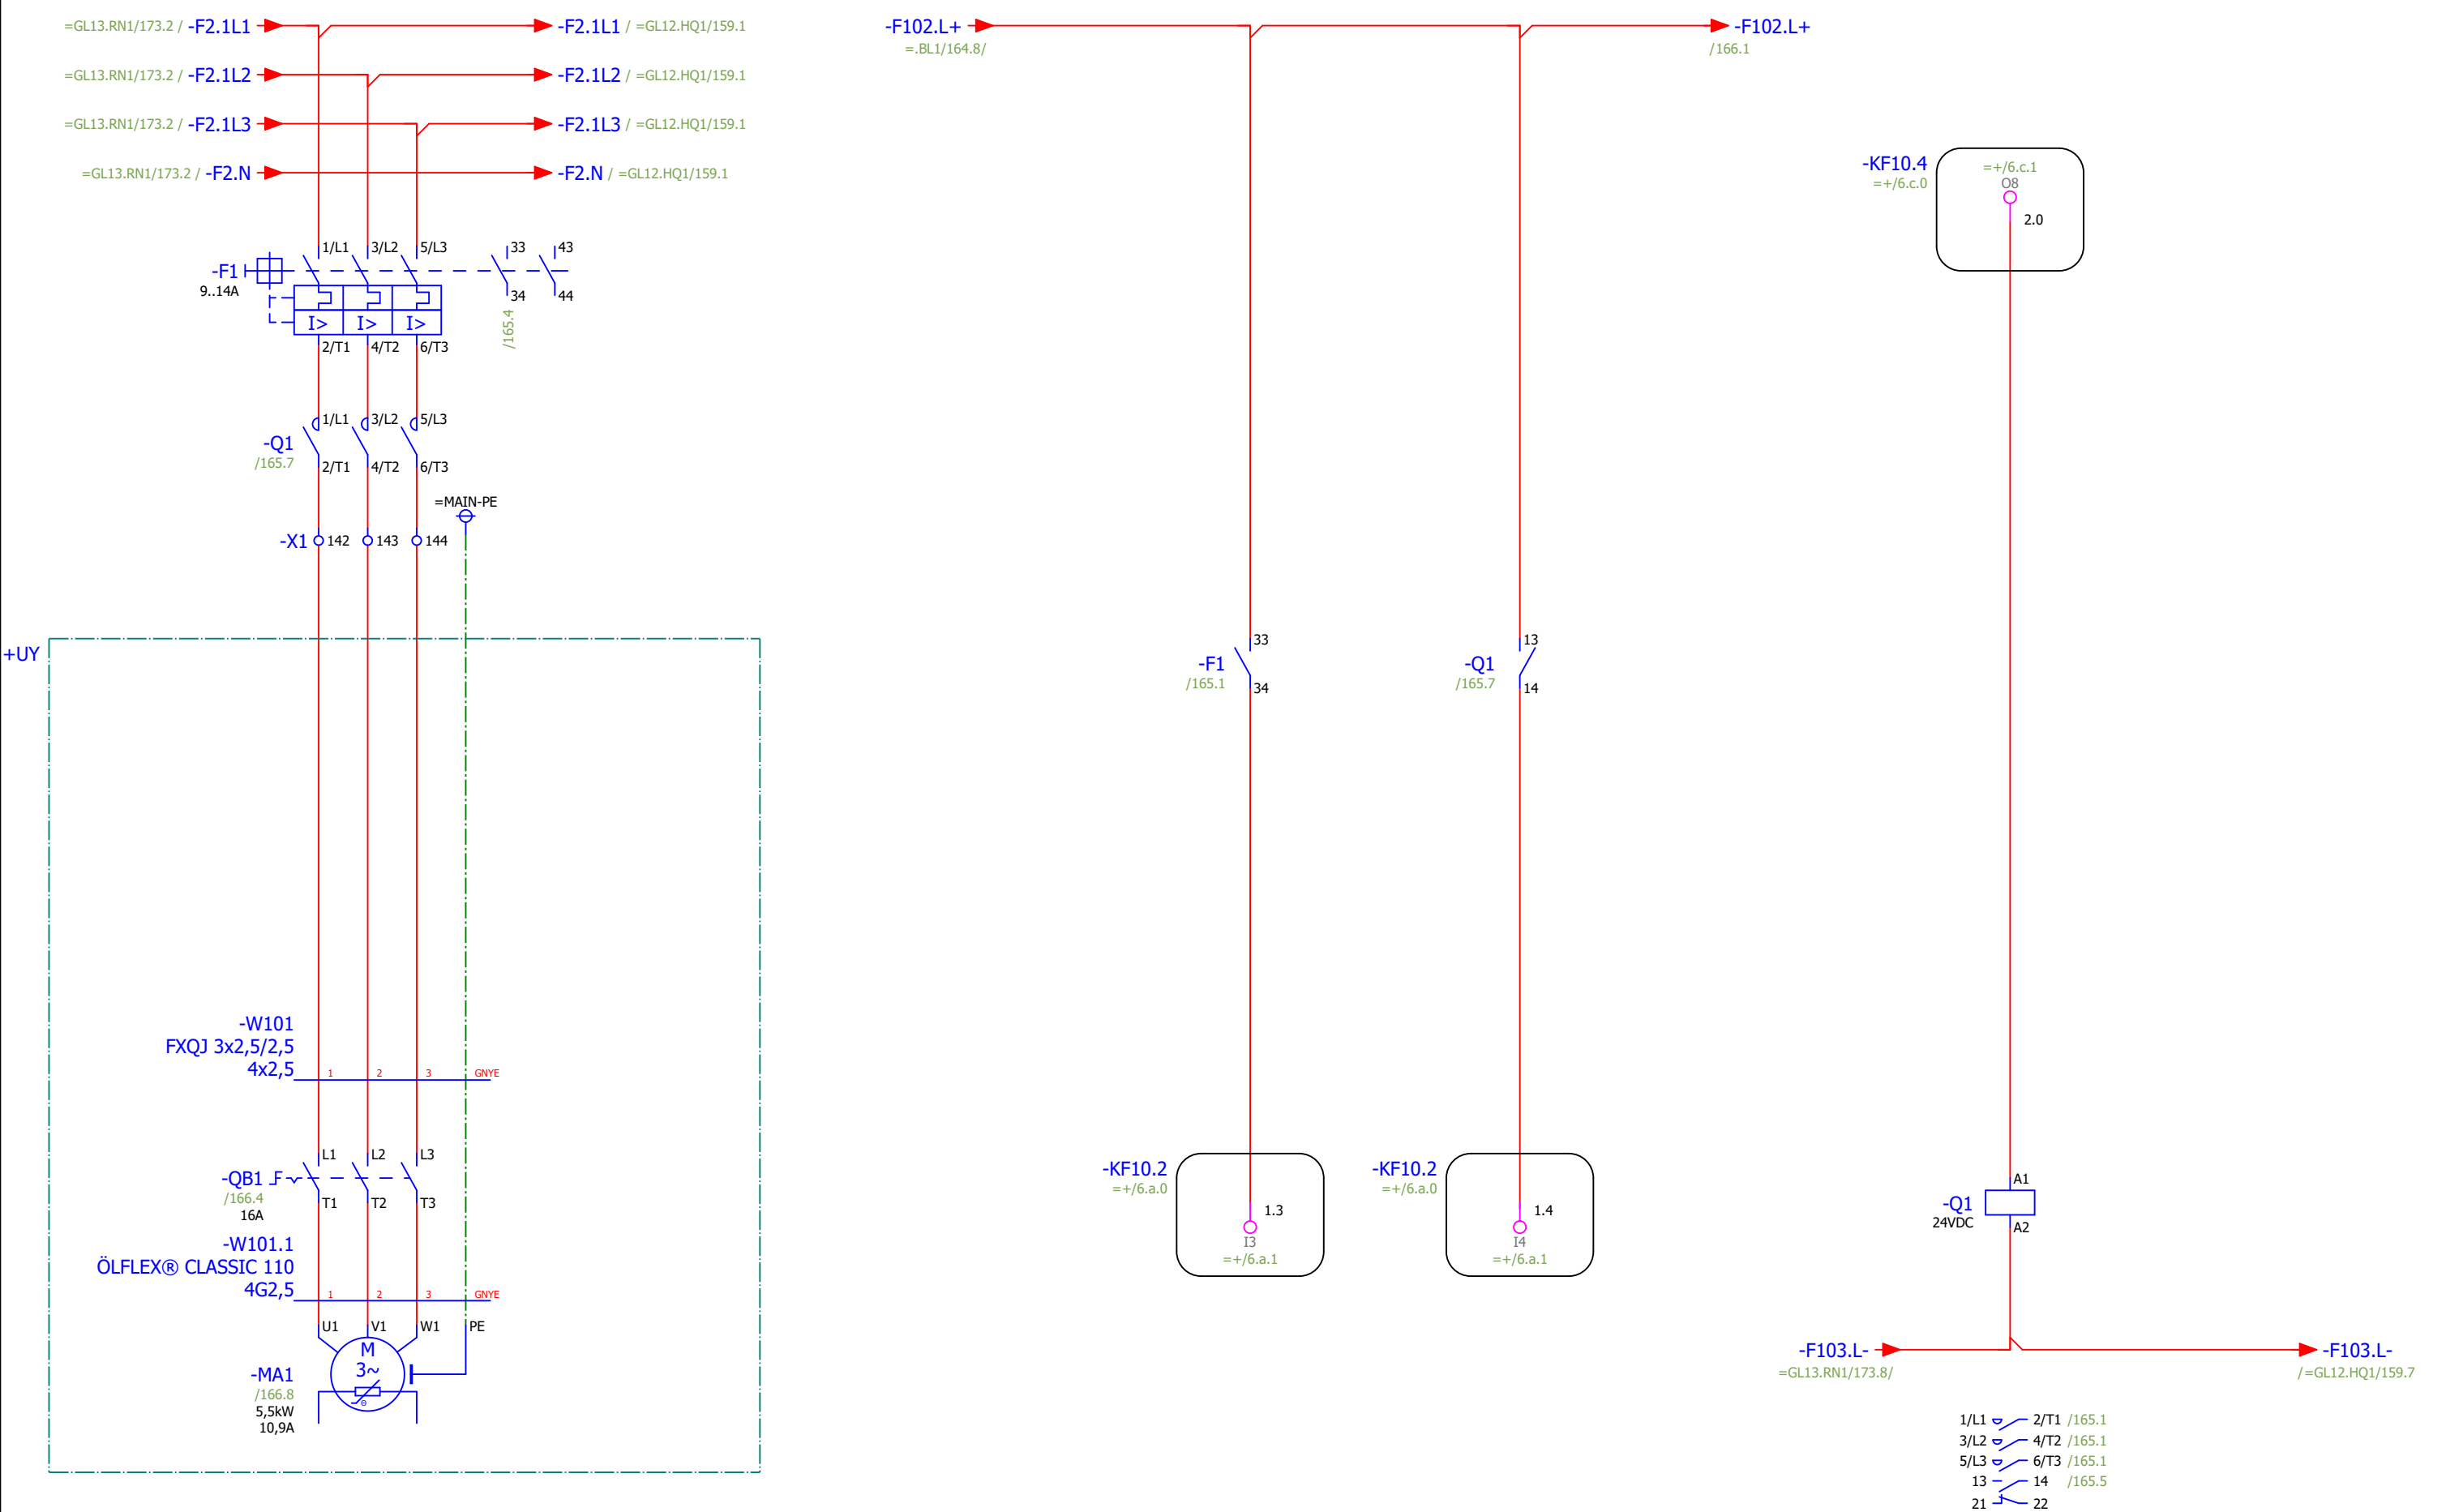 =GL13.RN1/173.2 / -F2.1L1
-F2.1L1 / =GL12.HQ1/159.1
=GL13.RN1/173.2 / -F2.1L2
-F2.1L2 / =GL12.HQ1/159.1
=GL13.RN1/173.2 / -F2.1L3
-F2.1L3 / =GL12.HQ1/159.1
=GL13.RN1/173.2 / -F2.N
-F2.N / =GL12.HQ1/159.1
-F1
9..14A
1/L1 3/L2 5/L3 33 43
34 44
/165.4
I> I> I>
2/T1 4/T2 6/T3
-Q1
/165.7
1/L1 3/L2 5/L3
2/T1 4/T2 6/T3
=MAIN-PE
-X1 142 143 144
+UY
-W101
FXQJ 3x2,5/2,5
4x2,5
1 2 3 GNYE
-QB1
/166.4
16A
L1 L2 L3
T1 T2 T3
-W101.1
ÖLFLEX® CLASSIC 110
4G2,5
1 2 3 GNYE
U1 V1 W1 PE
M
3~
Θ
-MA1
/166.8
5,5kW
10,9A
-F102.L+
=.BL1/164.8/
-F102.L+
/166.1
-F1
/165.1
33
34
-Q1
/165.7
13
14
-KF10.2
=+/6.a.0
1.3
I3
=+/6.a.1
-KF10.2
=+/6.a.0
1.4
I4
=+/6.a.1
-KF10.4
=+/6.c.0
=+/6.c.1
O8
2.0
-Q1
24VDC
A1
A2
-F103.L-
=GL13.RN1/173.8/
-F103.L-
/=GL12.HQ1/159.7
1/L1 2/T1 /165.1
3/L2 4/T2 /165.1
5/L3 6/T3 /165.1
13 14 /165.5
21 22